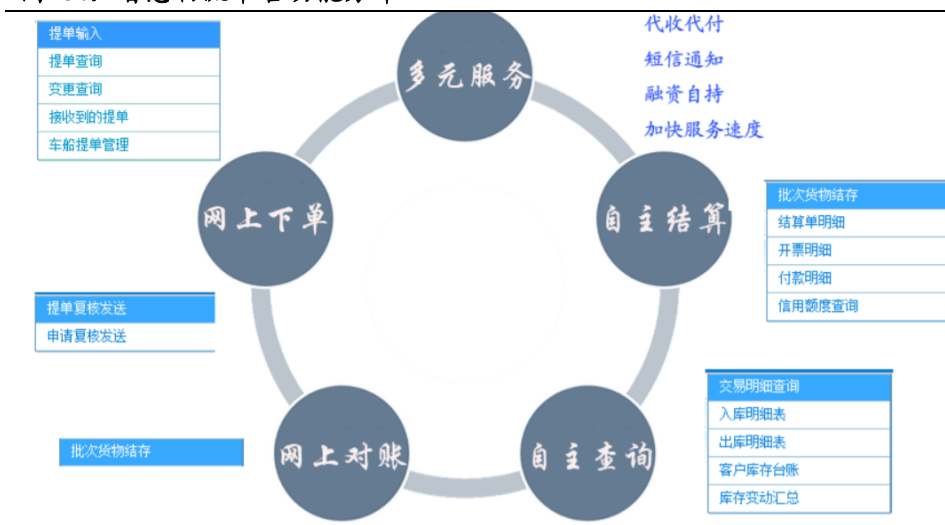 提单输入
提单查询
变更查询
接收到的提单
车船提单管理
多元服务
代收代付
短信通知
融资自持
加快服务速度
网上下单
自主结算
批次货物结存
结算单明细
开票明细
付款明细
信用额度查询
提单复核发送
申请复核发送
交易明细查询
入库明细表
出库明细表
客户库存台账
库存变动汇总
批次货物结存
网上对账
自主查询